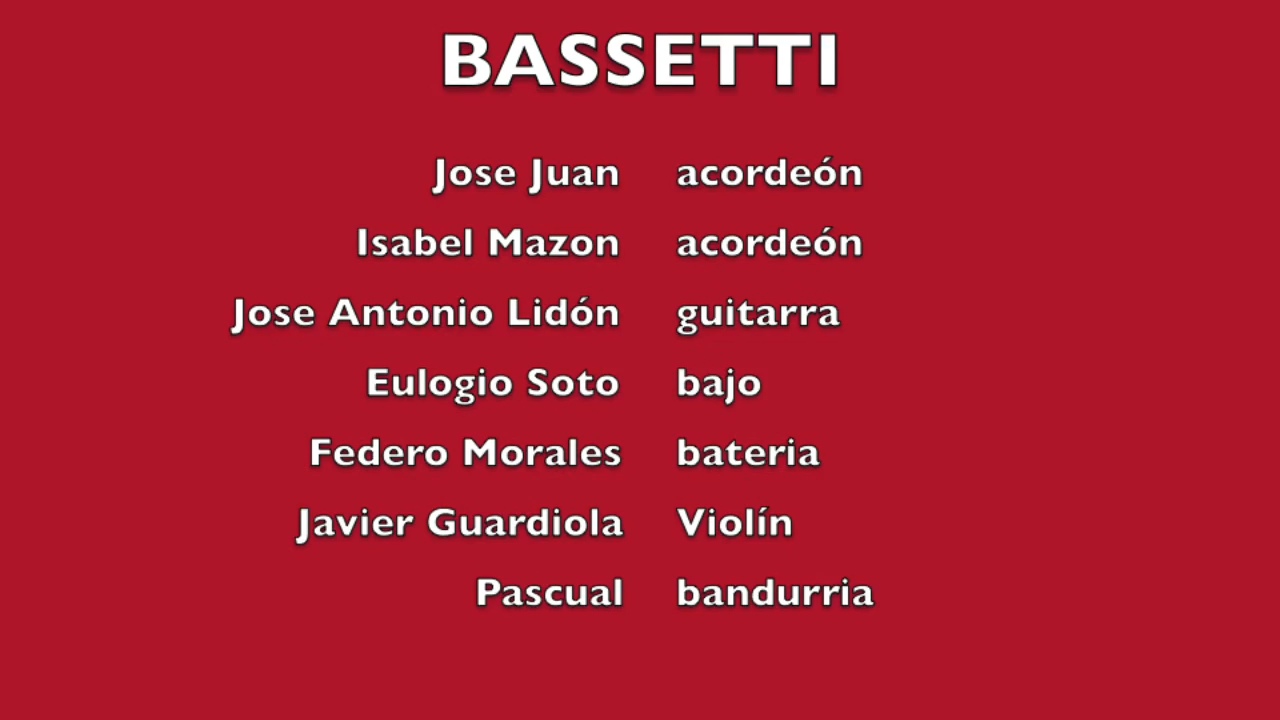 BASSETTI
Jose Juan acordeón
Isabel Mazon acordeón
Jose Antonio Lidón guitarra
Eulogio Soto bajo
Federo Morales bateria
Javier Guardiola Violín
Pascual bandurria